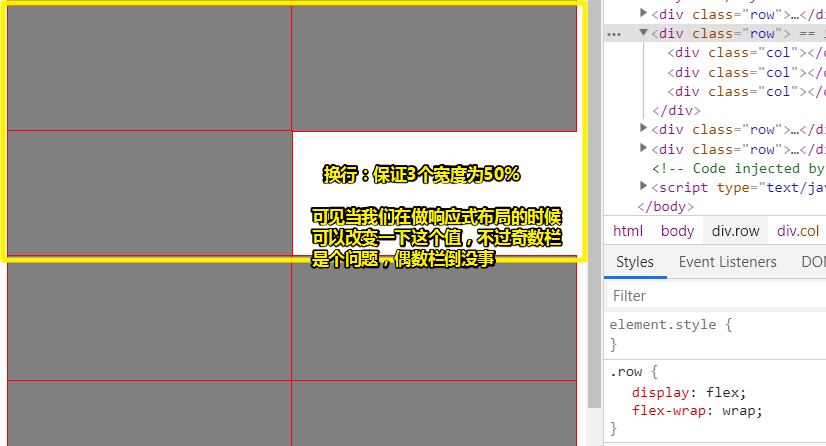 换行：保证3个宽度为50%
可见当我们在做响应式布局的时候
可以改变一下这个值，不过奇数栏
是个问题，偶数栏倒没事
<div class="row">…</di
<div class="row"> ==
<div class="col"></
<div class="col"></
<div class="col"></
</div>
<div class="row">…</di
<div class="row">…</di
<!-- Code injected by
<script type="text/jav
</body>
html body div.row div.col
Styles Event Listeners DOM
Filter
element.style {
}
.row {
display: flex;
flex-wrap: wrap;
}